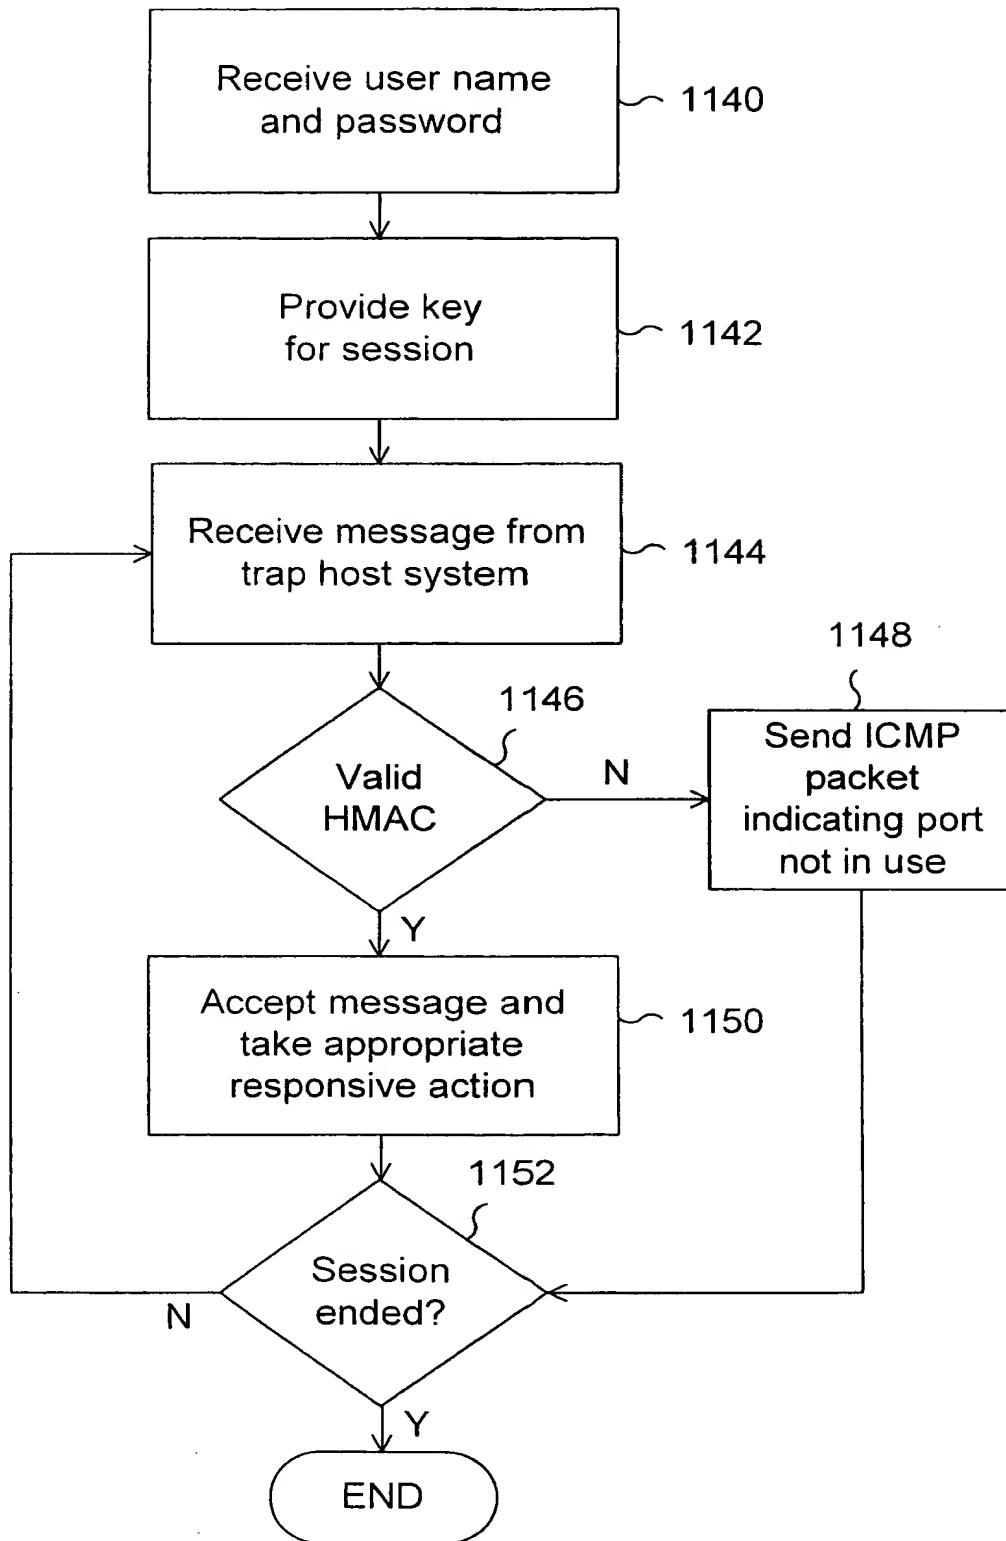 Receive user name
and password
1140
Provide key
for session
1142
Receive message from
trap host system
1144
1148
1146
Valid
HMAC
N
Send ICMP
packet
indicating port
not in use
Y
Accept message and
take appropriate
responsive action
1150
1152
Session
ended?
N
Y
END